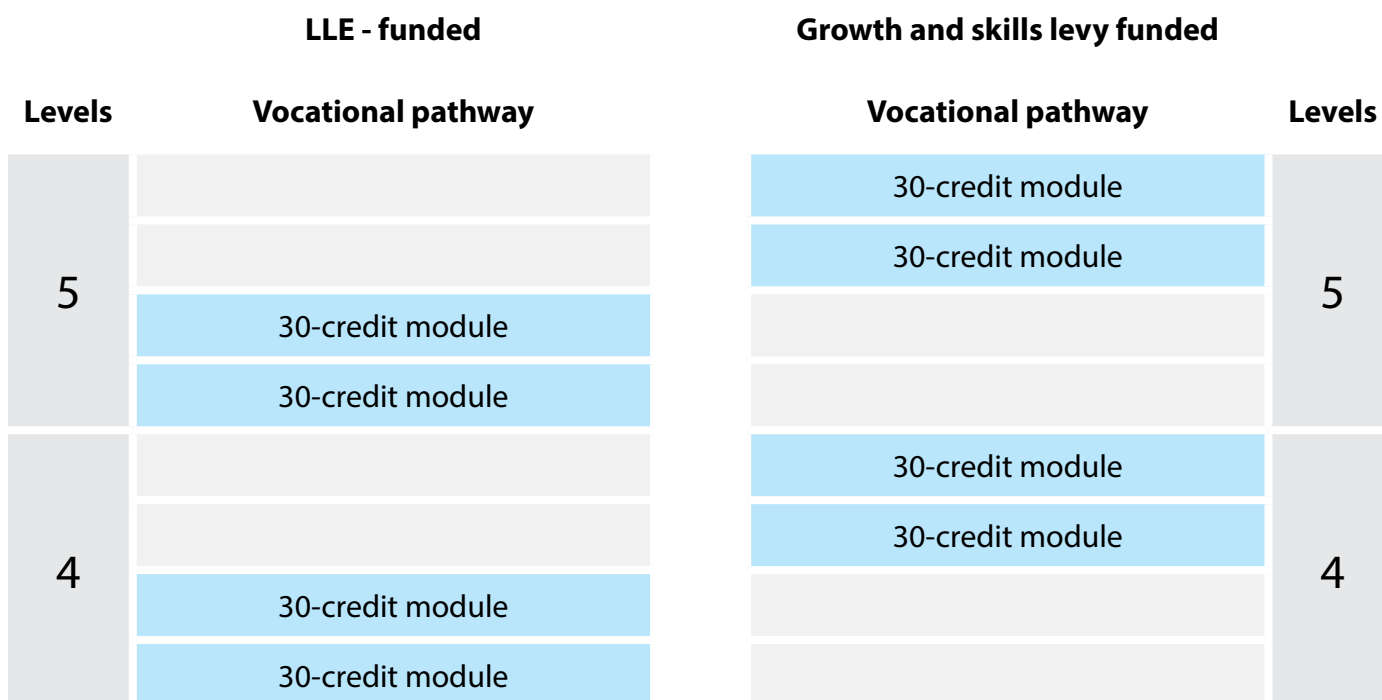 LLE - funded
Growth and skills levy funded
Levels
Vocational pathway
Vocational pathway
Levels
30-credit module
30-credit module
5
5
30-credit module
30-credit module
30-credit module
30-credit module
4
4
30-credit module
30-credit module